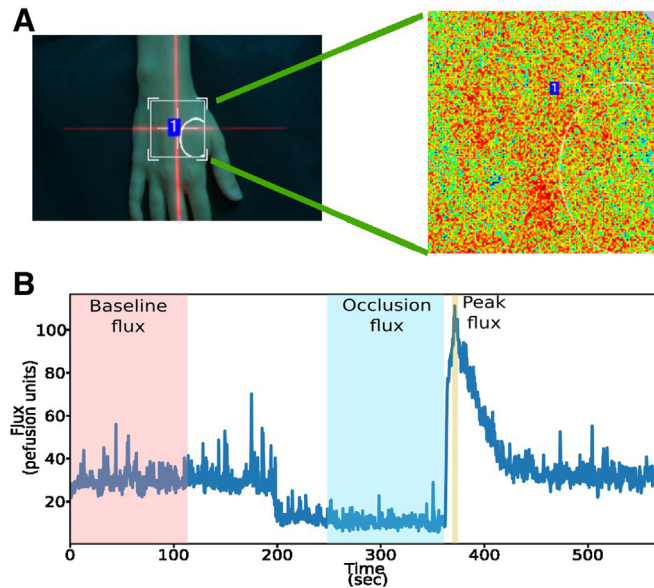 A
1
1
B
Baseline
flux
Occlusion
flux
Peak
flux
Flux
(pefusion units)
100
80
60
40
20
0
100
200
300
400
500
Time
(sec)